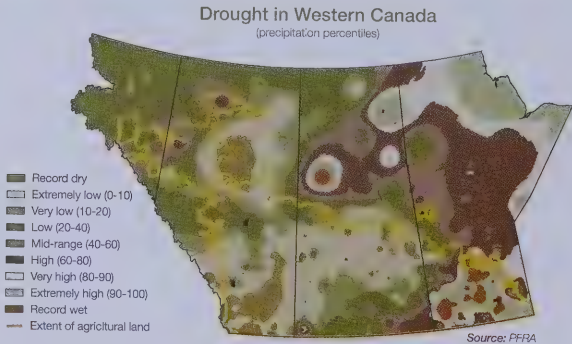 Drought in Western Canada
(precipitation percentiles)
Record dry
Extremely low (0-10)
Very low (10-20)
Low (20-40)
Mid-range (40-60)
High (60-80)
Very high (80-90)
Extremely high (90-100)
Record wet
Extent of agricltural land
Source: PFRA